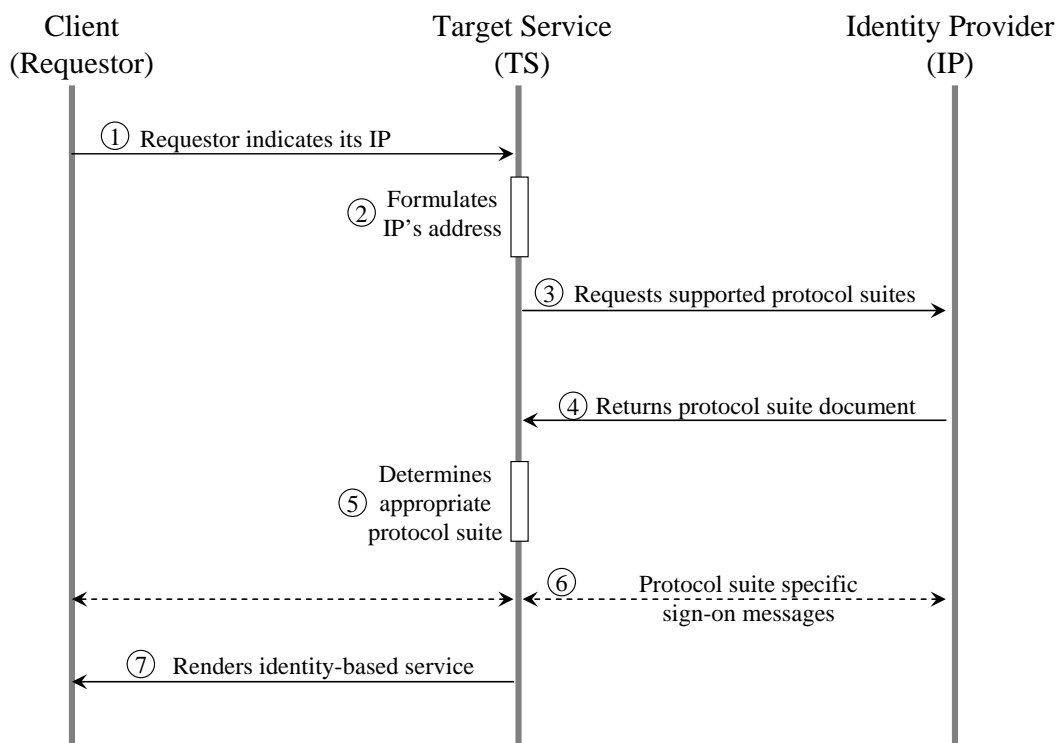 Client
(Requestor)
Target Service
(TS)
Identity Provider
(IP)
① Requestor indicates its IP
② Formulates
IP's address
③ Requests supported protocol suites
④ Returns protocol suite document
Determines
⑤ appropriate
protocol suite
⑥ Protocol suite specific
sign-on messages
⑦ Renders identity-based service